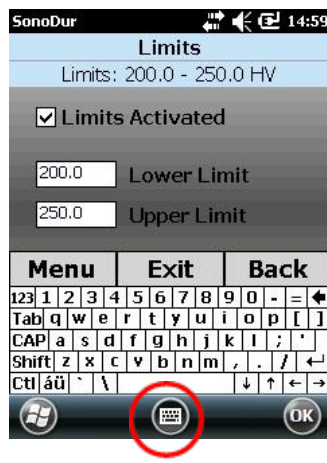 SonoDur 14:59
Limits
Limits: 200.0 - 250.0 HV
Limits Activated
200.0 Lower Limit
250.0 Upper Limit
Menu Exit Back
123 1 2 3 4 5 6 7 8 9 0 - = ←
Tab q w e r t y u i o p [ ]
CAP a s d f g h j k l ; '
Shift z x c v b n m , . / ↵
Ctl áü ` \ ↓ ↑ ← →
OK